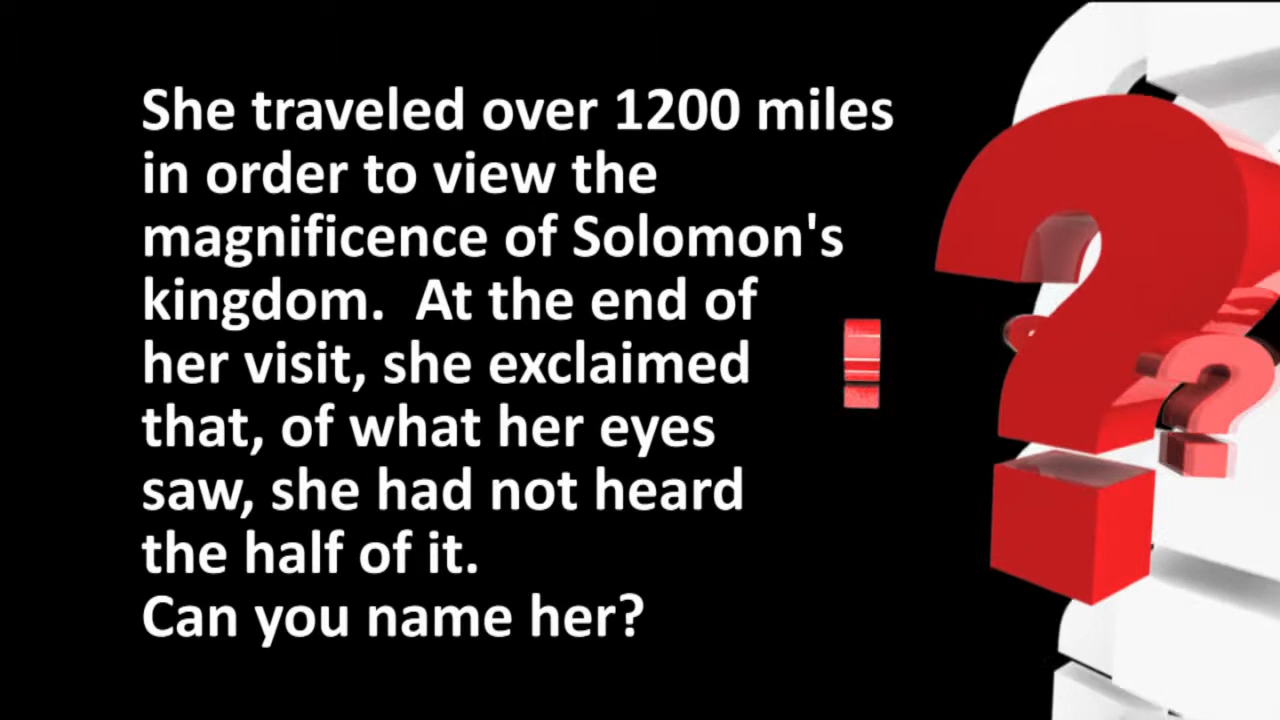 She traveled over 1200 miles
in order to view the
magnificence of Solomon's
kingdom.  At the end of
her visit, she exclaimed
that, of what her eyes
saw, she had not heard
the half of it.
Can you name her?